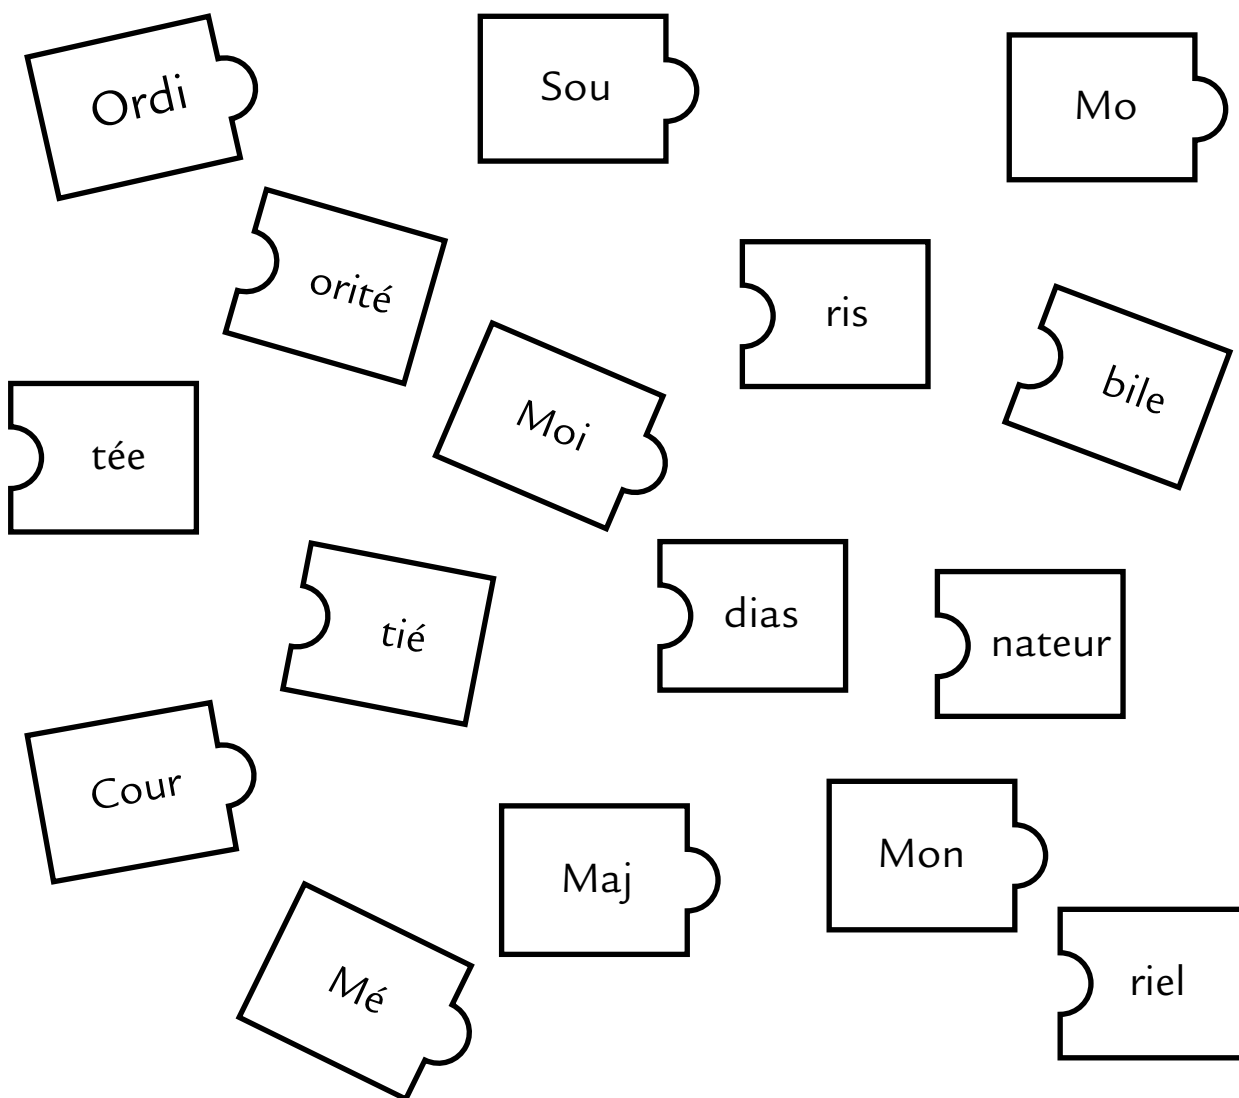 Ordi
Sou
Mo
orité
ris
bile
Moi
tée
tié
dias
nateur
Cour
Maj
Mon
Mé
riel